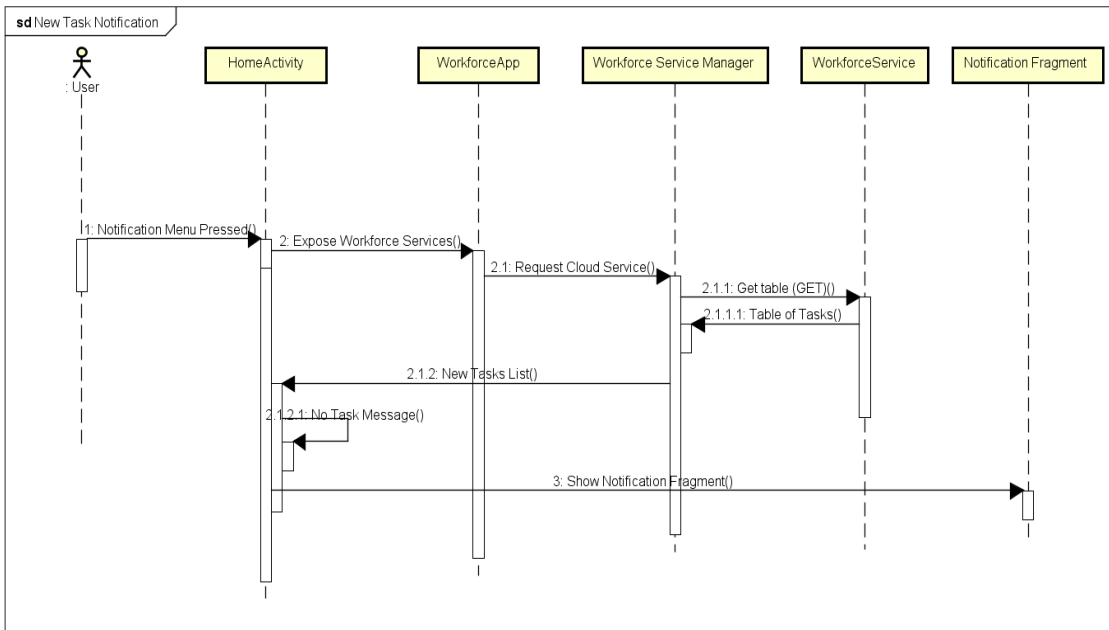 sd New Task Notification
: User
HomeActivity
WorkforceApp
Workforce Service Manager
WorkforceService
Notification Fragment
1: Notification Menu Pressed()
2: Expose Workforce Services()
2.1: Request Cloud Service()
2.1.1: Get table (GET)()
2.1.1.1: Table of Tasks()
2.1.2: New Tasks List()
2.1.2.1: No Task Message()
3: Show Notification Fragment()